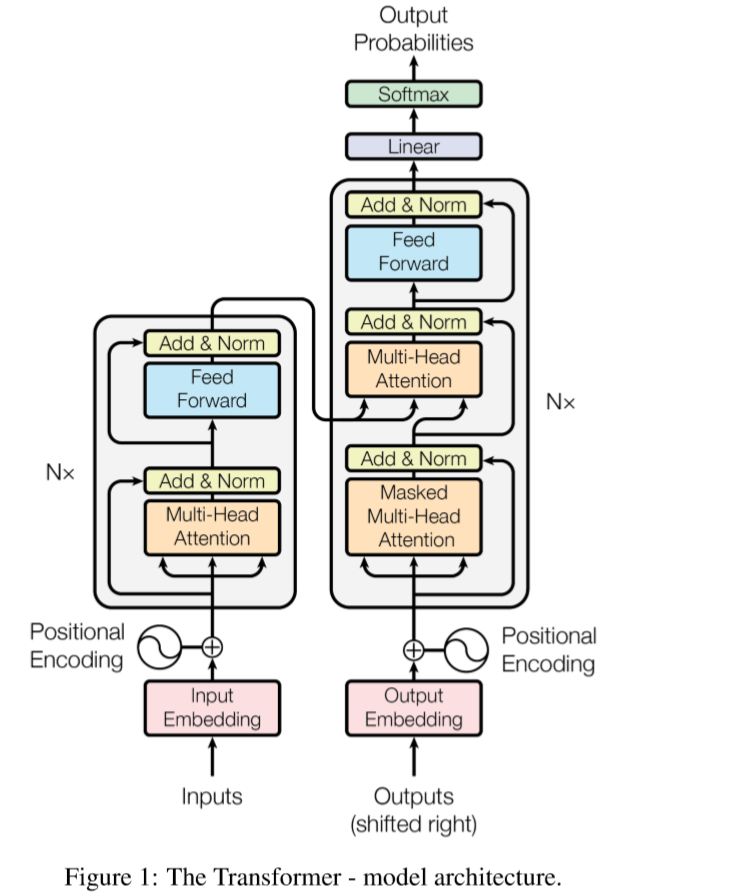 Output
Probabilities
Softmax
Linear
Add & Norm
Feed
Forward
Add & Norm
Multi-Head
Attention
Nx
Add & Norm
Masked
Multi-Head
Attention
Positional
Encoding
Output
Embedding
Outputs
(shifted right)
Add & Norm
Feed
Forward
Nx
Add & Norm
Multi-Head
Attention
Positional
Encoding
Input
Embedding
Inputs
Figure 1: The Transformer - model architecture.